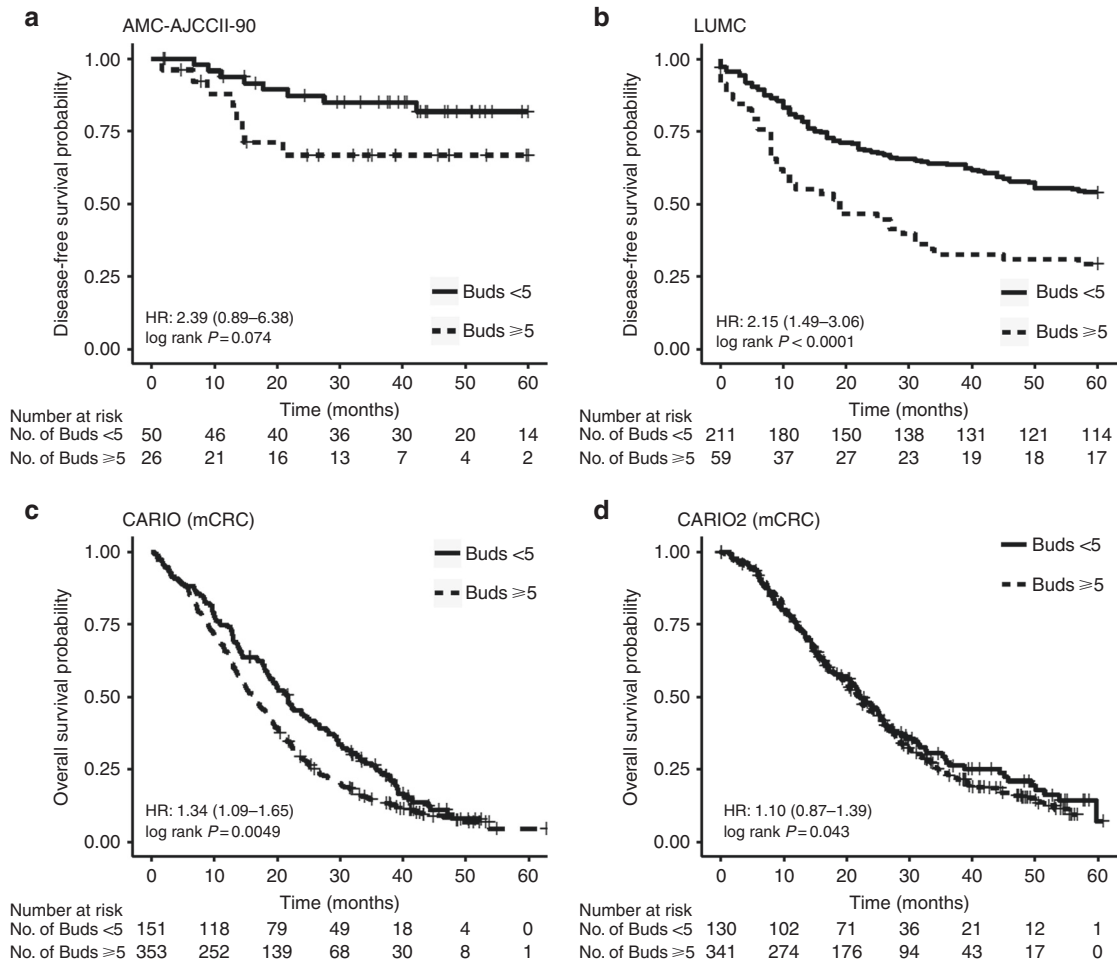 a
AMC-AJCCII-90
Disease-free survival probability
1.00
0.75
0.50
0.25
0.00
Buds <5
Buds ≥5
HR: 2.39 (0.89–6.38)
log rank P = 0.074
0 10 20 30 40 50 60
Time (months)
Number at risk
No. of Buds <5 50 46 40 36 30 20 14
No. of Buds ≥5 26 21 16 13 7 4 2
b
LUMC
Disease-free survival probability
1.00
0.75
0.50
0.25
0.00
Buds <5
Buds ≥5
HR: 2.15 (1.49–3.06)
log rank P < 0.0001
0 10 20 30 40 50 60
Time (months)
Number at risk
No. of Buds <5 211 180 150 138 131 121 114
No. of Buds ≥5 59 37 27 23 19 18 17
c
CARIO (mCRC)
Overall survival probability
1.00
0.75
0.50
0.25
0.00
Buds <5
Buds ≥5
HR: 1.34 (1.09–1.65)
log rank P = 0.0049
0 10 20 30 40 50 60
Time (months)
Number at risk
No. of Buds <5 151 118 79 49 18 4 0
No. of Buds ≥5 353 252 139 68 30 8 1
d
CARIO2 (mCRC)
Overall survival probability
1.00
0.75
0.50
0.25
0.00
Buds <5
Buds ≥5
HR: 1.10 (0.87–1.39)
log rank P = 0.043
0 10 20 30 40 50 60
Time (months)
Number at risk
No. of Buds <5 130 102 71 36 21 12 1
No. of Buds ≥5 341 274 176 94 43 17 0